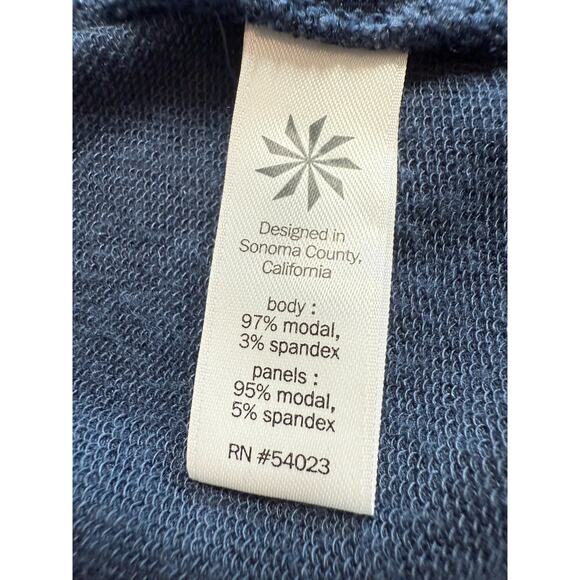 Designed in
Sonoma County,
California
body :
97% modal,
3% spandex
panels :
95% modal,
5% spandex
RN #54023